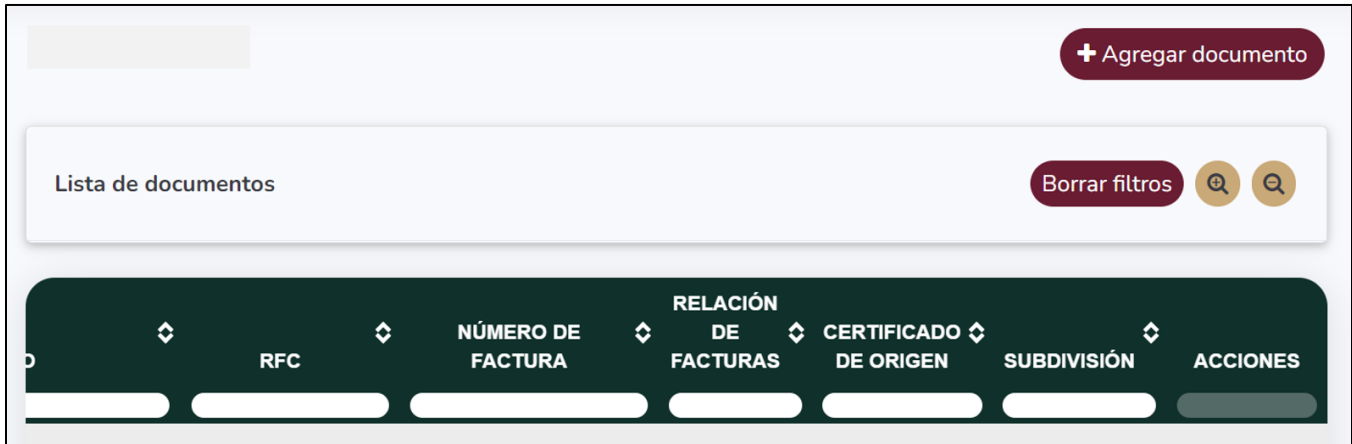 Agregar documento
Lista de documentos
Borrar filtros
RELACIÓN
NÚMERO DE
DE
CERTIFICADO
RFC
FACTURA
FACTURAS
DE ORIGEN
SUBDIVISIÓN
ACCIONES